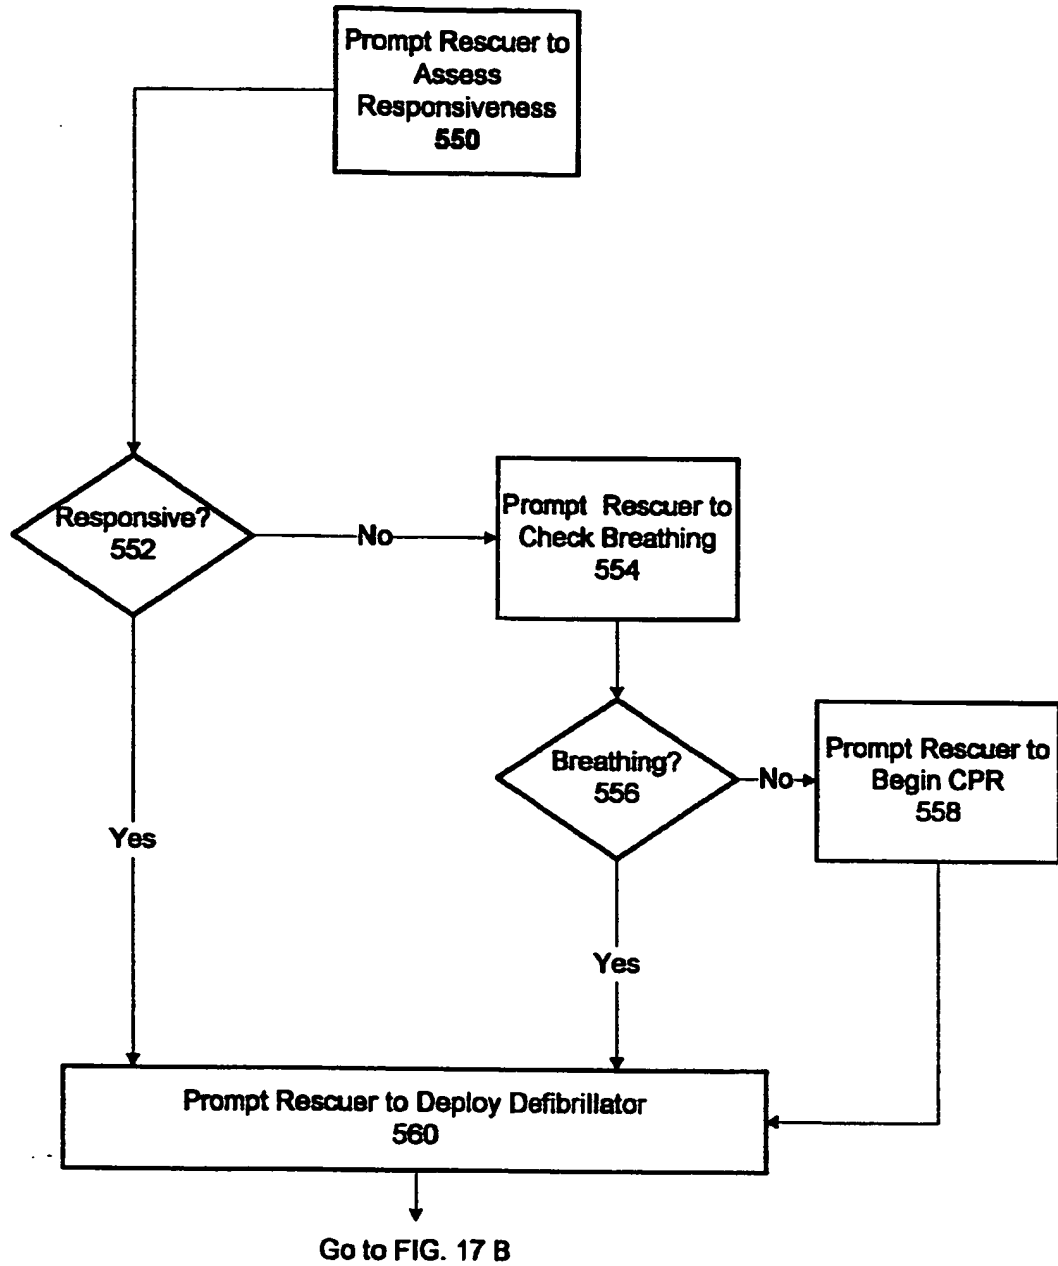 Prompt Rescuer to
Assess
Responsiveness
550
Responsive?
552
No
Prompt Rescuer to
Check Breathing
554
Breathing?
556
No
Prompt Rescuer to
Begin CPR
558
Yes
Yes
Prompt Rescuer to Deploy Defibrillator
560
Go to FIG. 17 B